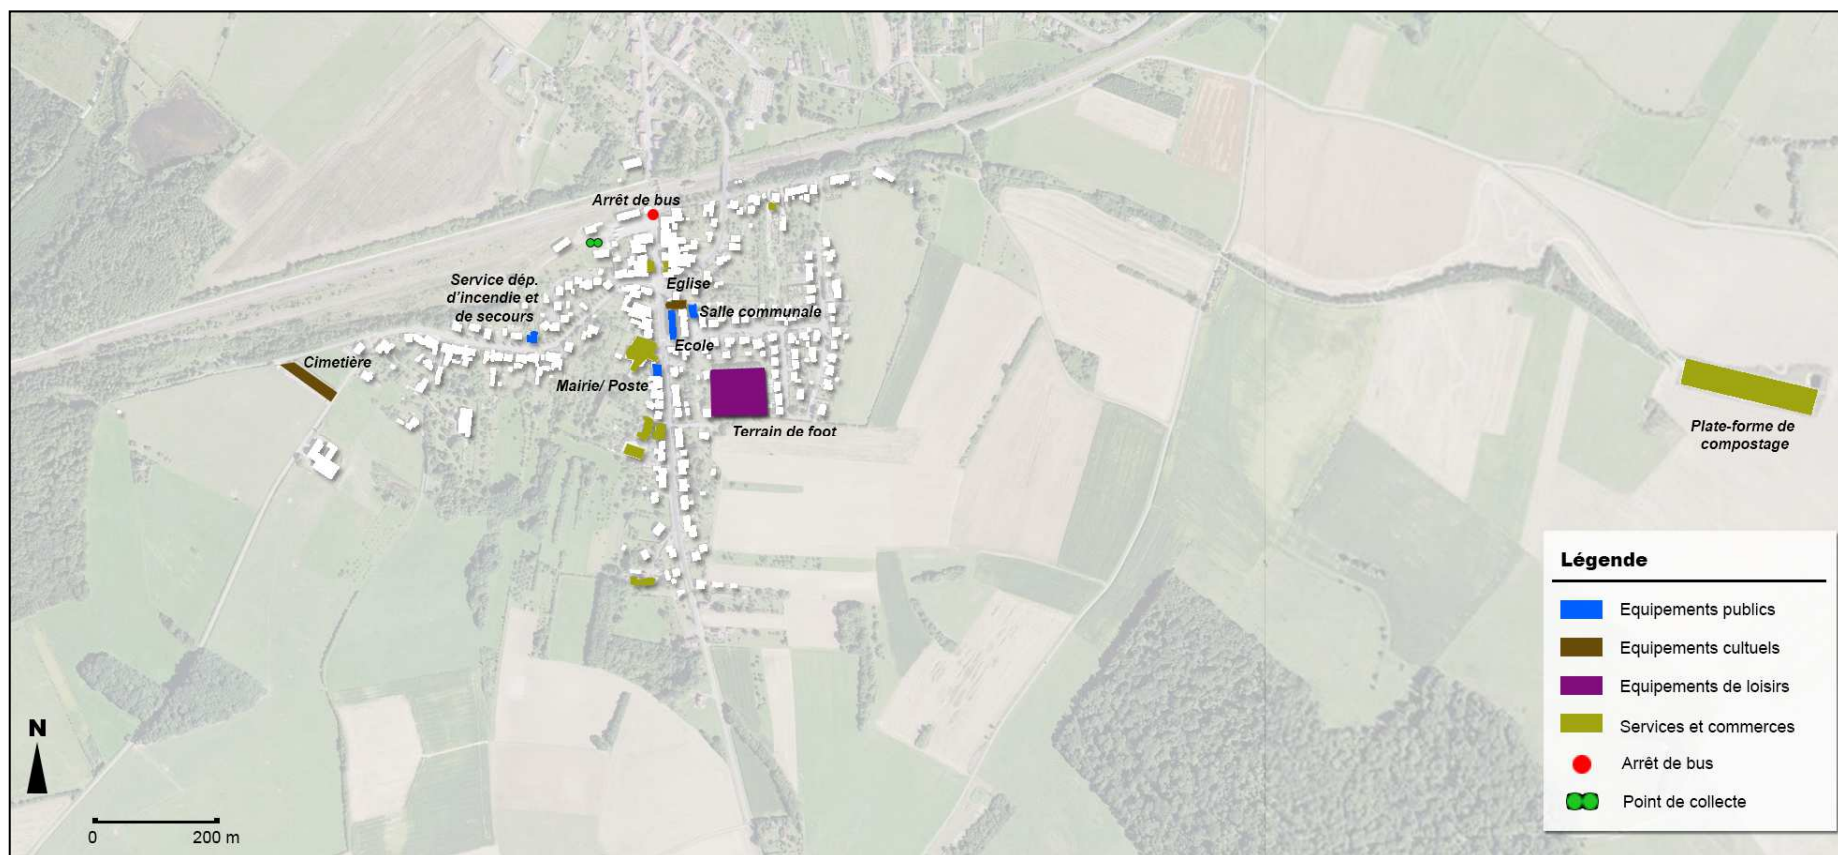 Arrêt de bus
Service dép.
d'incendie et
de secours
Eglise
Salle communale
Ecole
Cimetière
Mairie/ Poste
Terrain de foot
Plate-forme de
compostage
Légende
Equipements publics
Equipements cultuels
Equipements de loisirs
Services et commerces
Arrêt de bus
Point de collecte
N
0
200 m